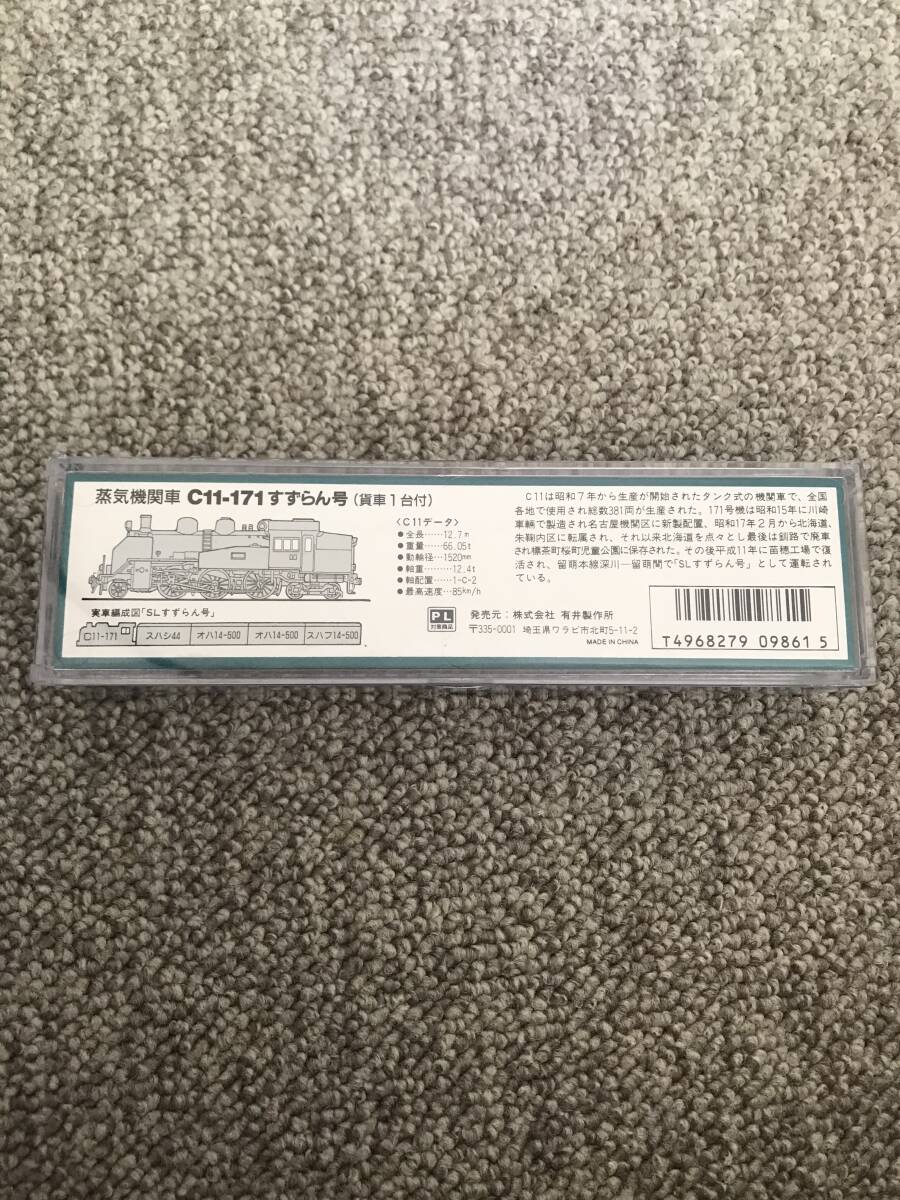 蒸気機関車 C11-171 すずらん号 (貨車1台付)
〈C11データ〉
●全長……12.7m
●重量……66.05t
●動輪径…1520mm
●軸重………12.4t
●軸配置……1-C-2
●最高速度…85km/h
実車編成図「SLすずらん号」
C11-171 スハシ44 オハ14-500 オハ14-500 スハフ14-500
C11は昭和7年から生産が開始されたタンク式の機関車で、全国
各地で使用され総数381両が生産された。171号機は昭和15年に川崎
車輛で製造され名古屋機関区に新製配置、昭和17年2月から北海道、
朱鞠内区に転属され、それ以来北海道を点々とし最後は釧路で廃車
され標茶町桜町児童公園に保存された。その後平成11年に苗穂工場で復
活され、留萌本線深川―留萌間で「SLすずらん号」として運転され
ている。
PL
対象商品
発売元：株式会社 有井製作所
〒335-0001 埼玉県ワラビ市北町5-11-2
MADE IN CHINA
T4968279 09861 5